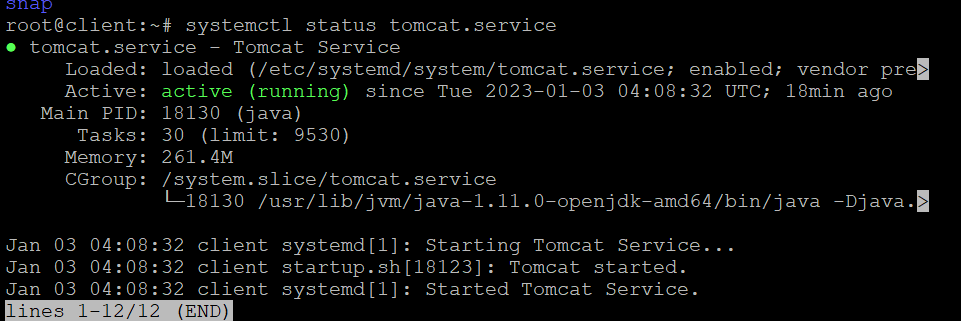 snap
root@client:~# systemctl status tomcat.service
● tomcat.service - Tomcat Service
     Loaded: loaded (/etc/systemd/system/tomcat.service; enabled; vendor pre>
     Active: active (running) since Tue 2023-01-03 04:08:32 UTC; 18min ago
   Main PID: 18130 (java)
      Tasks: 30 (limit: 9530)
     Memory: 261.4M
     CGroup: /system.slice/tomcat.service
             └─18130 /usr/lib/jvm/java-1.11.0-openjdk-amd64/bin/java -Djava.>
Jan 03 04:08:32 client systemd[1]: Starting Tomcat Service...
Jan 03 04:08:32 client startup.sh[18123]: Tomcat started.
Jan 03 04:08:32 client systemd[1]: Started Tomcat Service.
lines 1-12/12 (END)